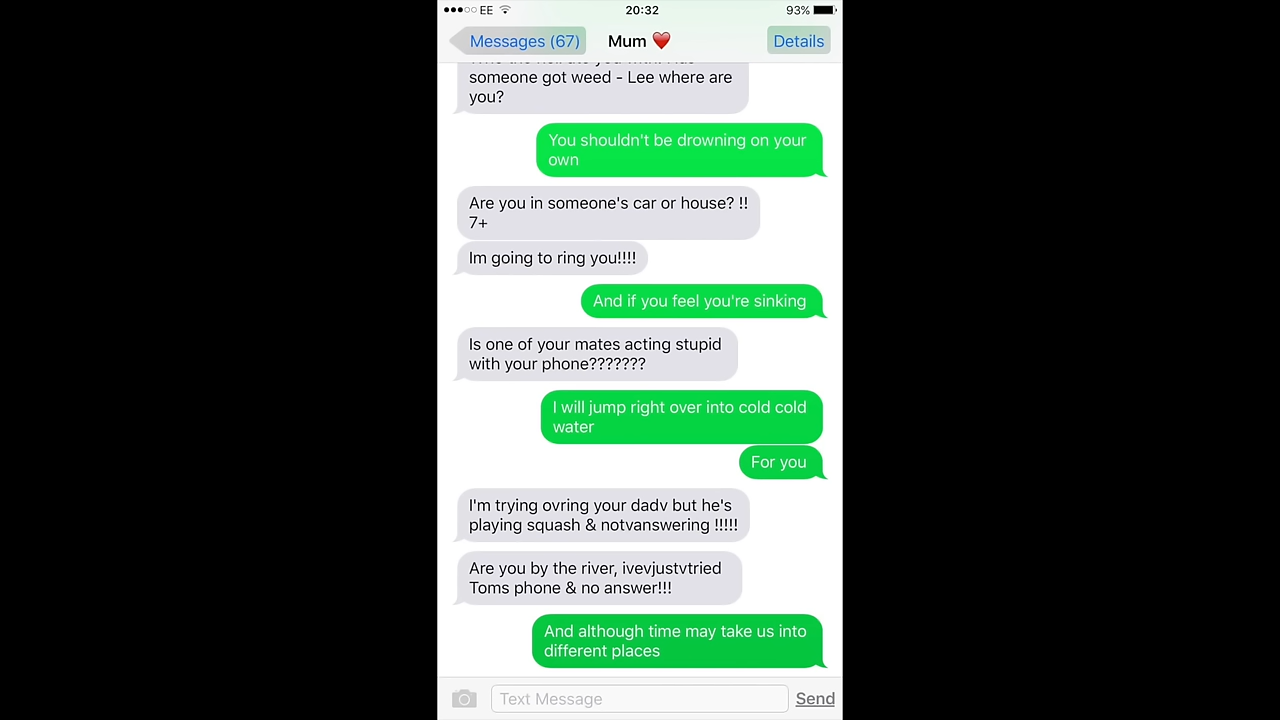 EE
20:32
93%
Messages (67)
Mum ❤️
Details
someone got weed - Lee where are
you?
You shouldn't be drowning on your
own
Are you in someone's car or house? !!
7+
Im going to ring you!!!!
And if you feel you're sinking
Is one of your mates acting stupid
with your phone???????
I will jump right over into cold cold
water
For you
I'm trying ovring your dadv but he's
playing squash & notvanswering !!!!!
Are you by the river, ivevjustvtried
Toms phone & no answer!!!
And although time may take us into
different places
Text Message
Send